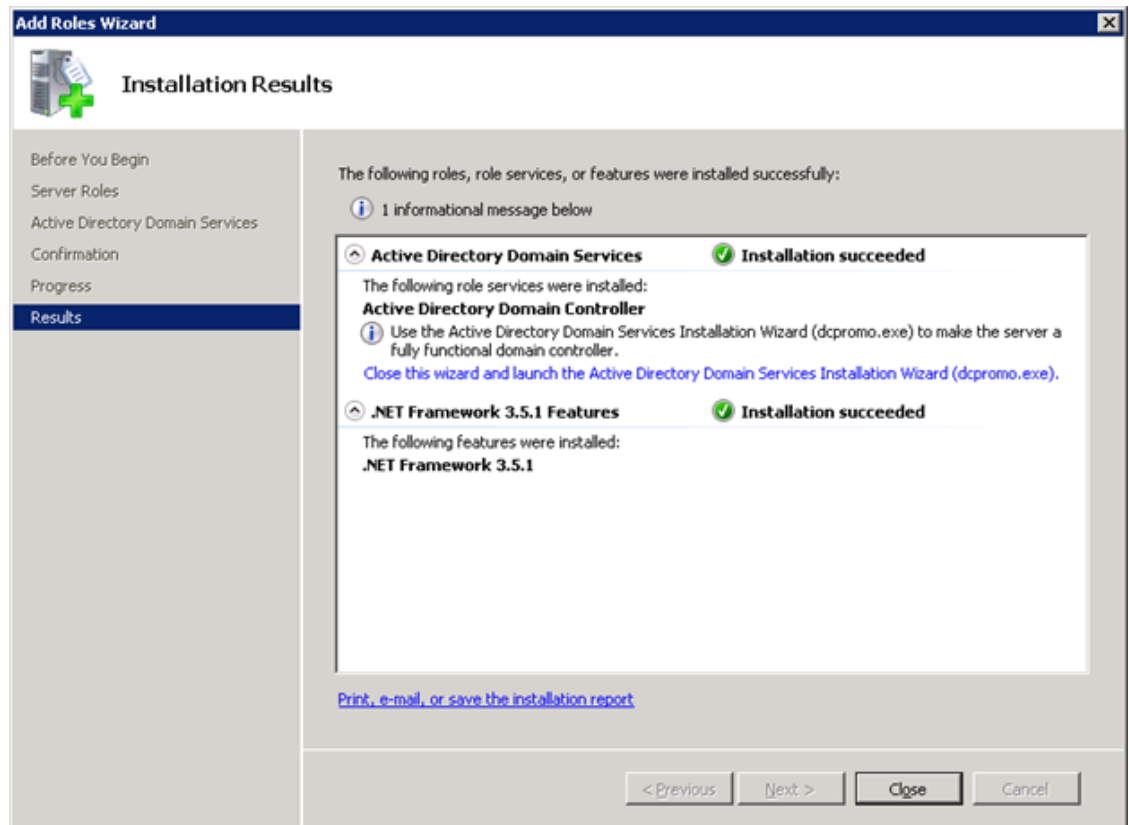 Add Roles Wizard
Installation Results
Before You Begin
Server Roles
Active Directory Domain Services
Confirmation
Progress
Results
The following roles, role services, or features were installed successfully:
1 informational message below
Active Directory Domain Services Installation succeeded
The following role services were installed:
Active Directory Domain Controller
Use the Active Directory Domain Services Installation Wizard (dcpromo.exe) to make the server a
fully functional domain controller.
Close this wizard and launch the Active Directory Domain Services Installation Wizard (dcpromo.exe).
.NET Framework 3.5.1 Features Installation succeeded
The following features were installed:
.NET Framework 3.5.1
Print, e-mail, or save the installation report
< Previous Next > Close Cancel